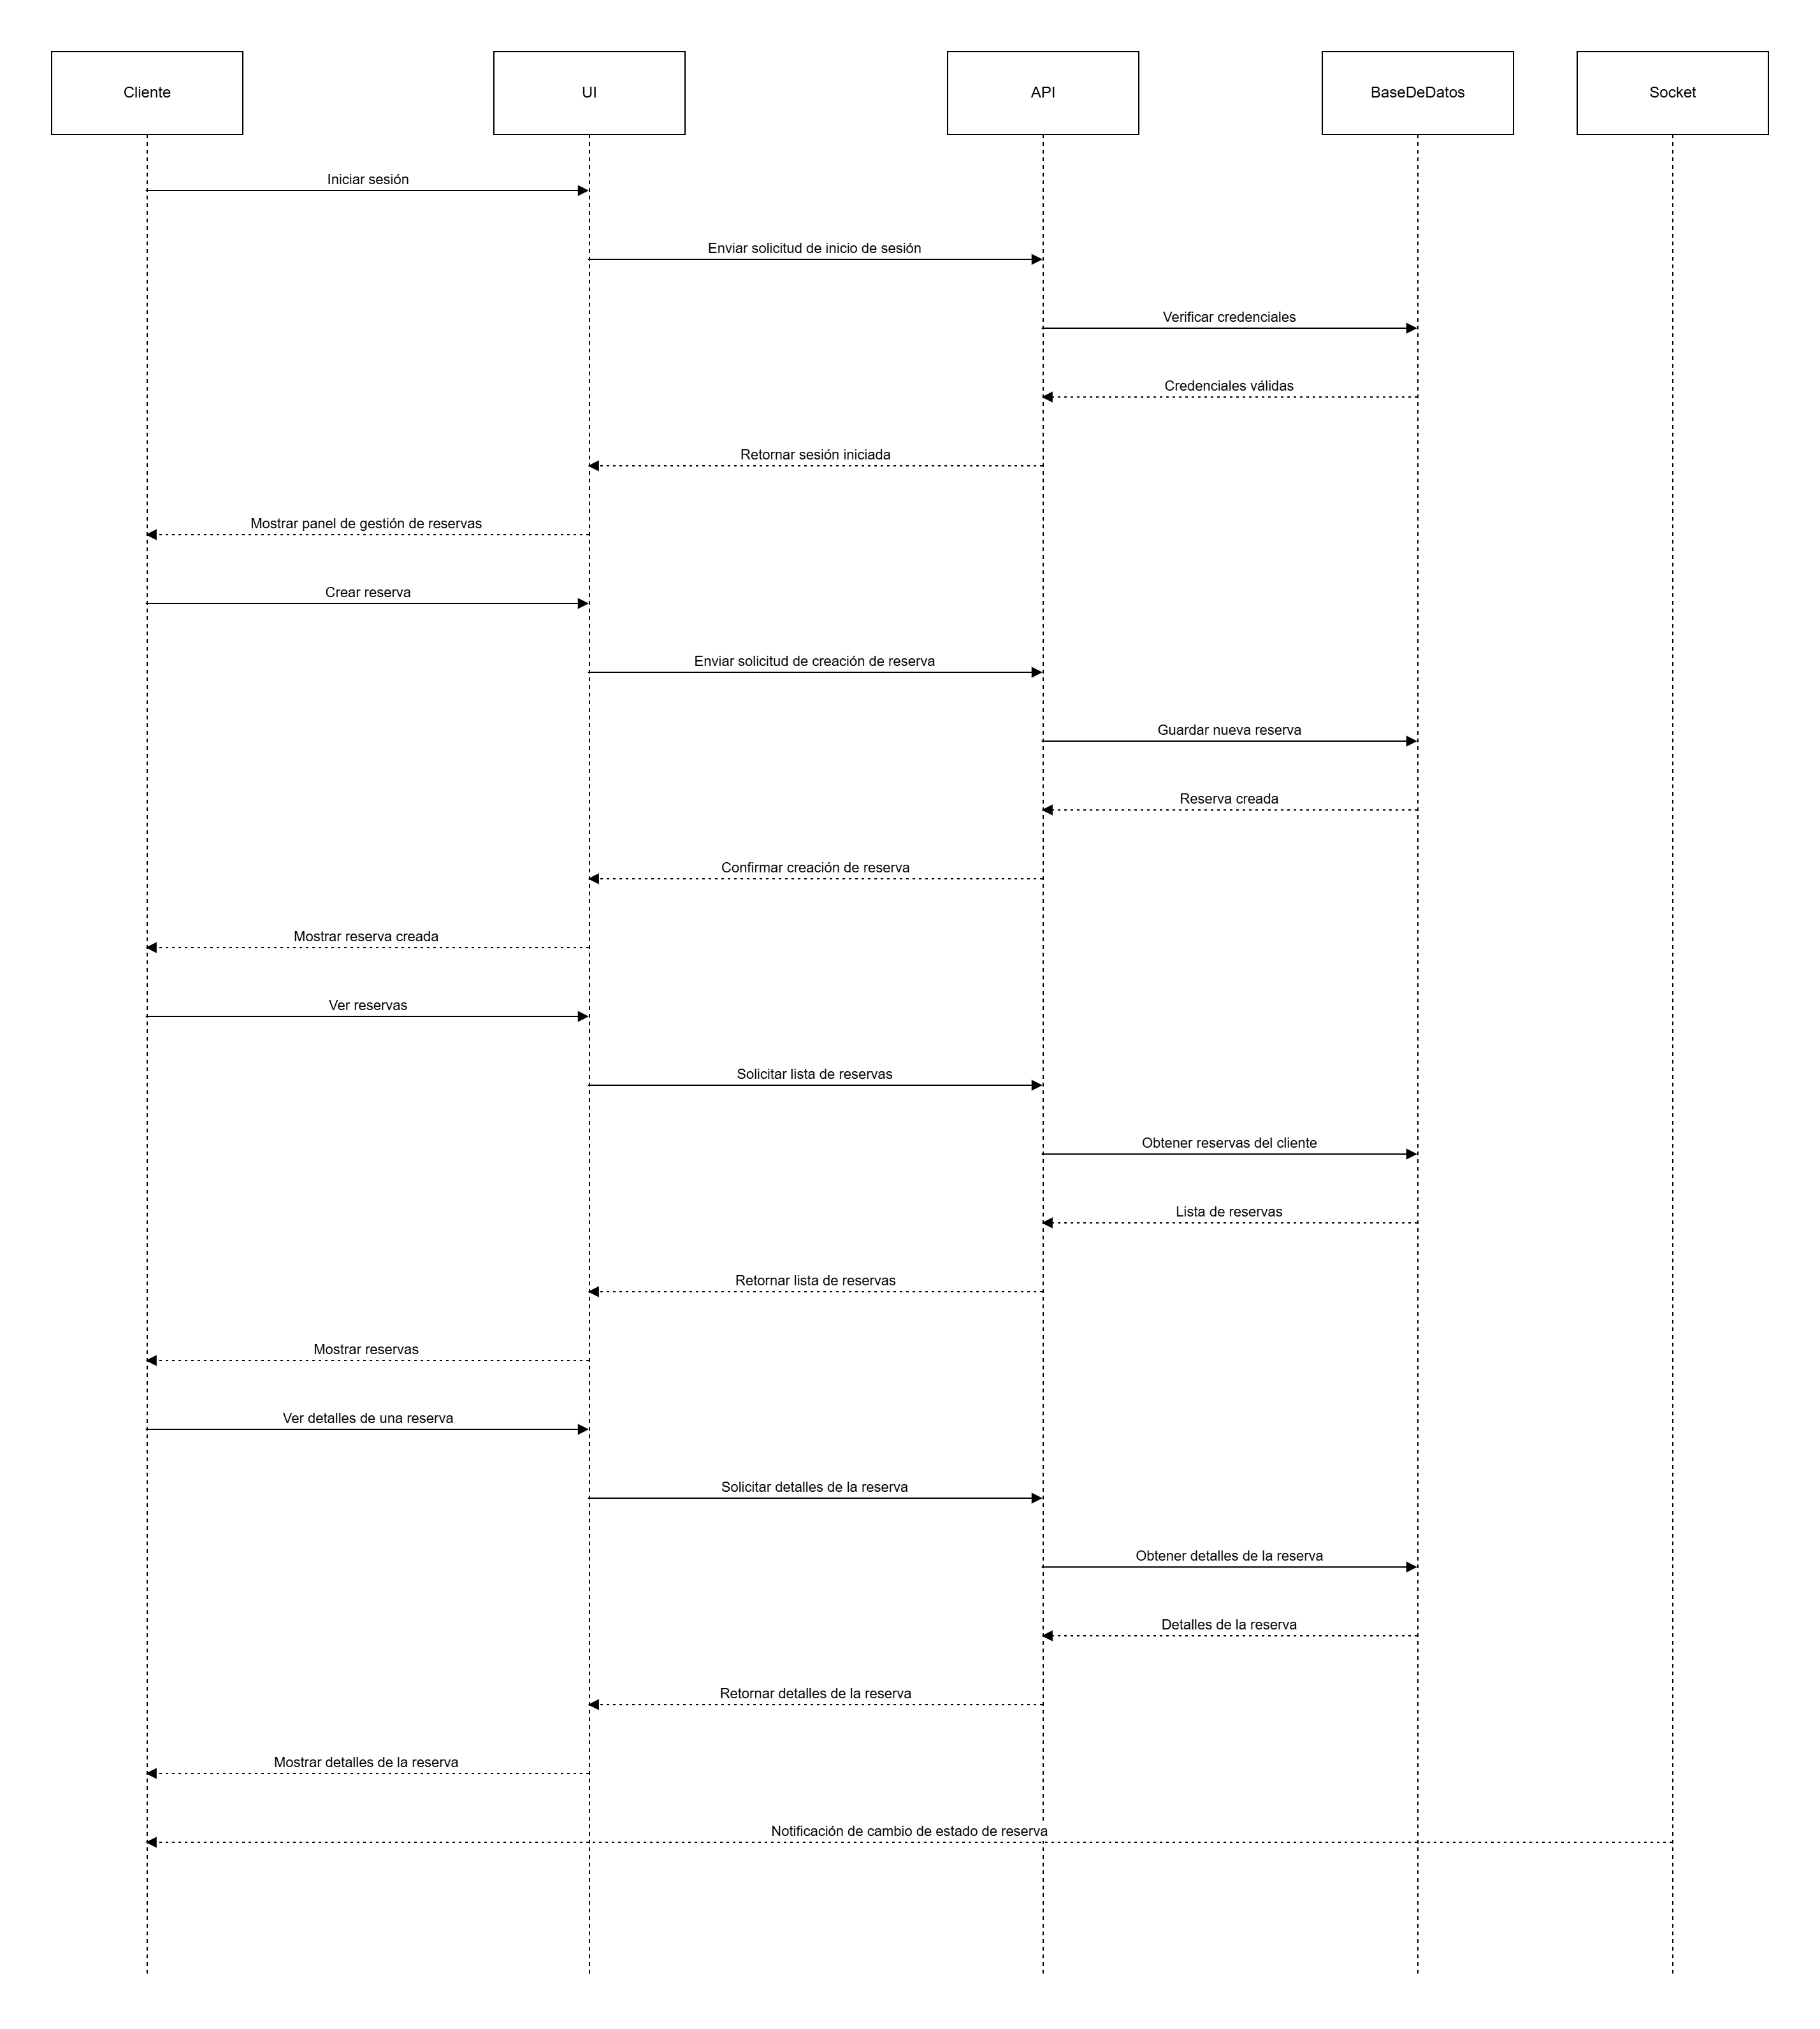 Cliente
UI
API
BaseDeDatos
Socket
Iniciar sesión
Enviar solicitud de inicio de sesión
Verificar credenciales
Credenciales válidas
Retornar sesión iniciada
Mostrar panel de gestión de reservas
Crear reserva
Enviar solicitud de creación de reserva
Guardar nueva reserva
Reserva creada
Confirmar creación de reserva
Mostrar reserva creada
Ver reservas
Solicitar lista de reservas
Obtener reservas del cliente
Lista de reservas
Retornar lista de reservas
Mostrar reservas
Ver detalles de una reserva
Solicitar detalles de la reserva
Obtener detalles de la reserva
Detalles de la reserva
Retornar detalles de la reserva
Mostrar detalles de la reserva
Notificación de cambio de estado de reserva